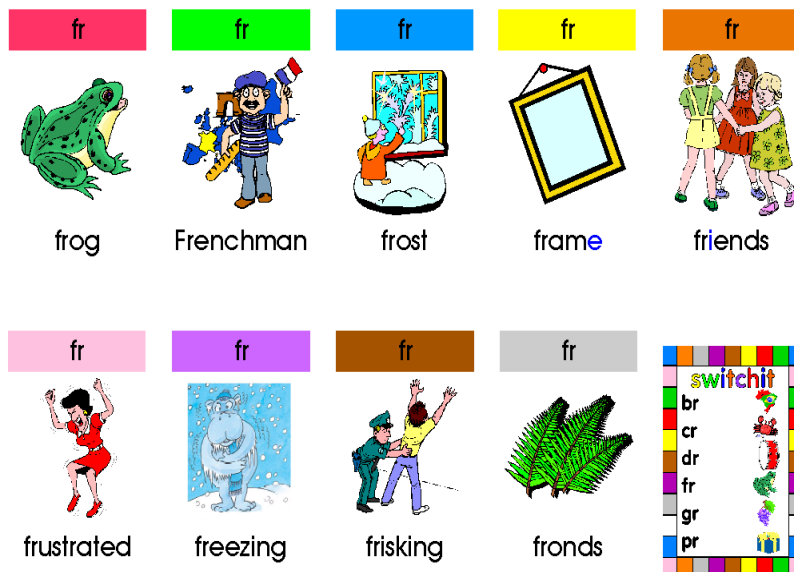 fr fr fr fr fr
frog Frenchman frost frame friends
fr fr fr fr
frustrated freezing frisking fronds
switchit
br
cr
dr
fr
gr
pr